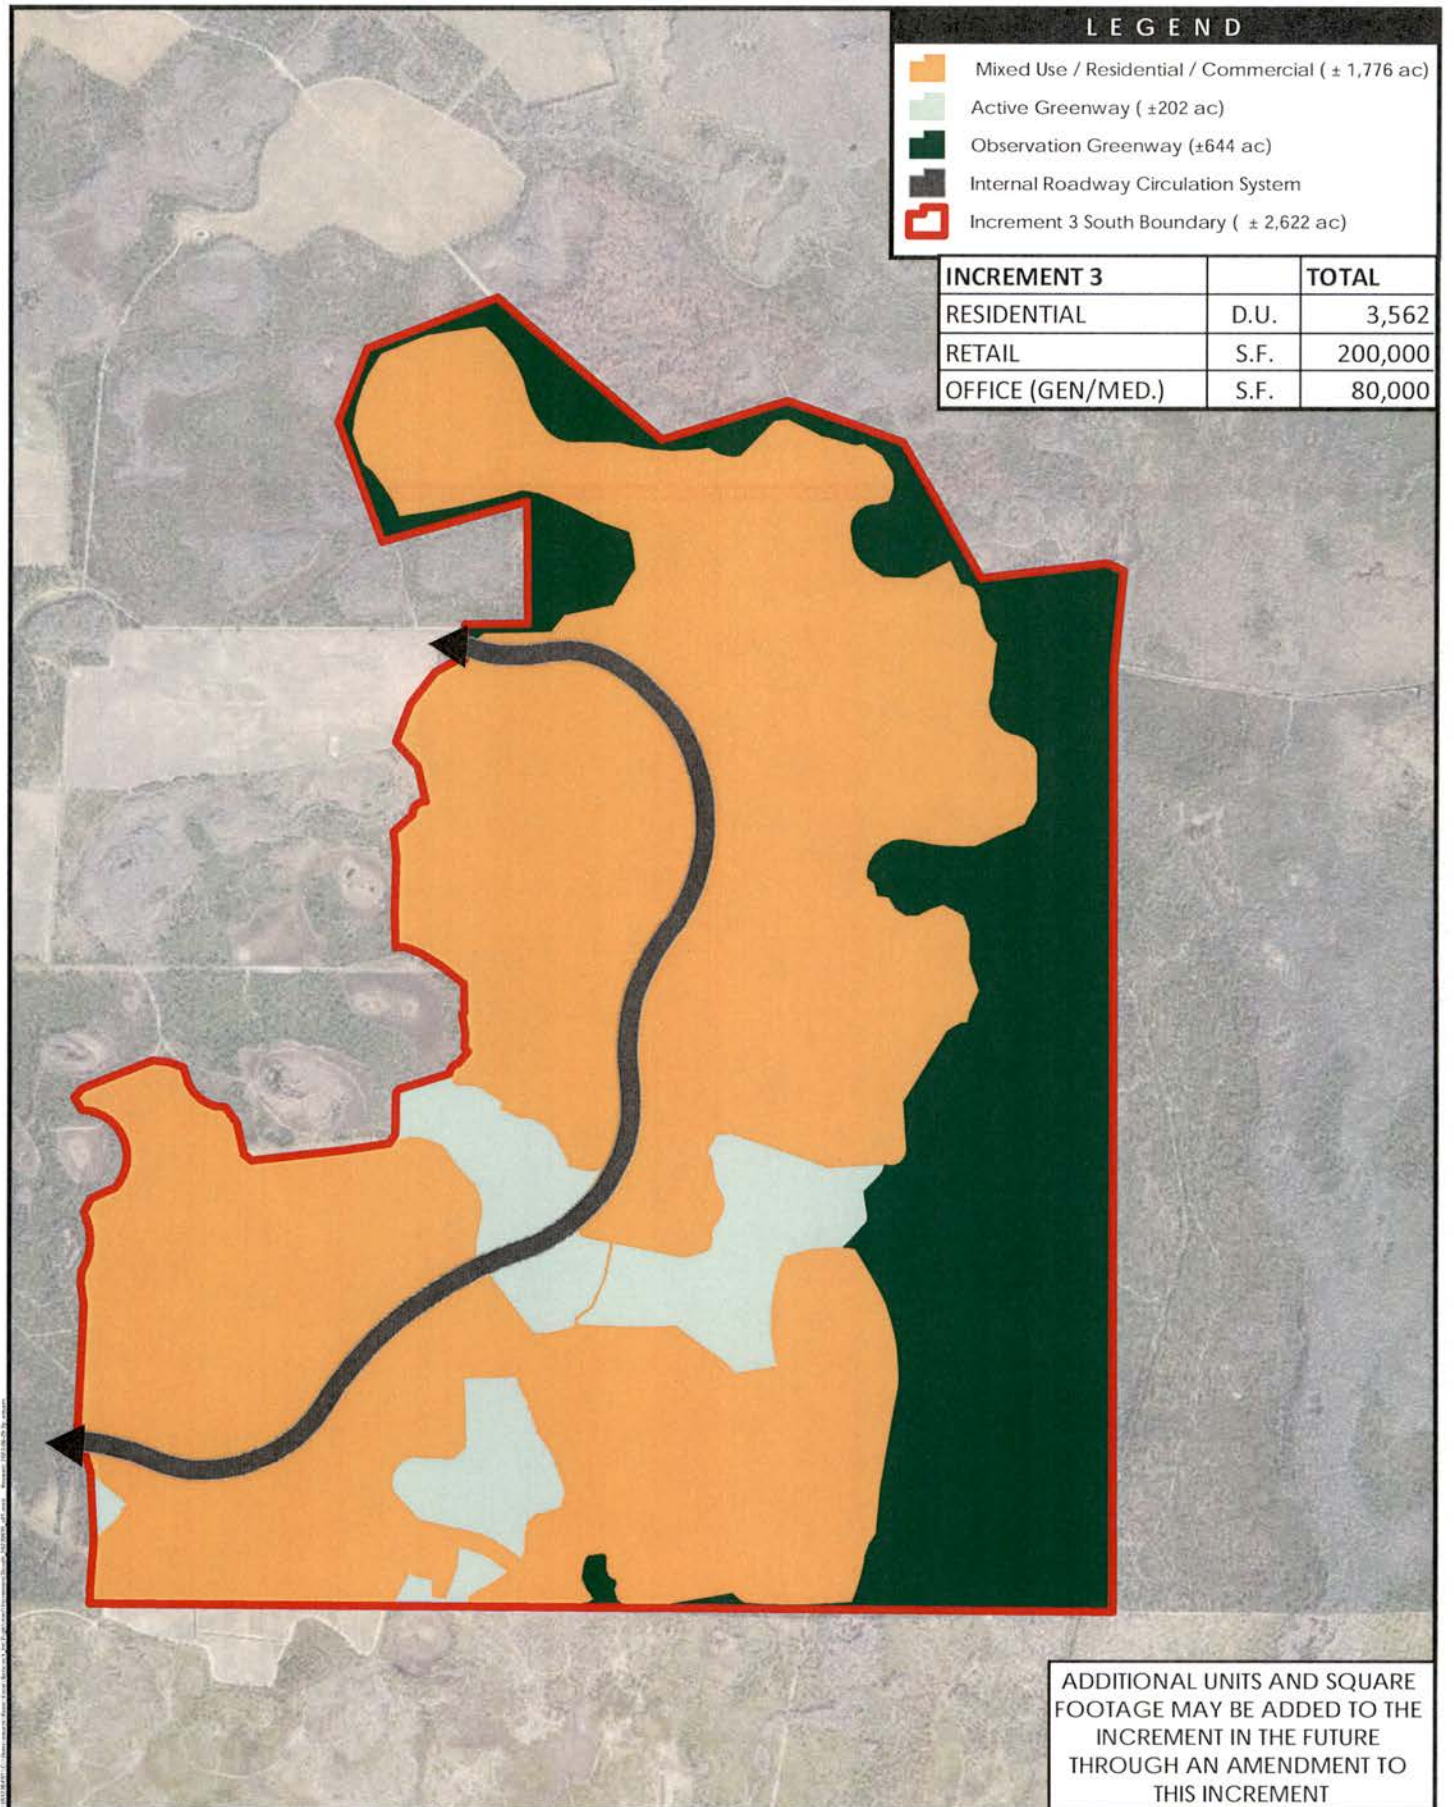 LEGEND
Mixed Use / Residential / Commercial ( ± 1,776 ac)
Active Greenway ( ±202 ac)
Observation Greenway (±644 ac)
Internal Roadway Circulation System
Increment 3 South Boundary ( ± 2,622 ac)
INCREMENT 3 TOTAL
RESIDENTIAL D.U. 3,562
RETAIL S.F. 200,000
OFFICE (GEN/MED.) S.F. 80,000
ADDITIONAL UNITS AND SQUARE
FOOTAGE MAY BE ADDED TO THE
INCREMENT IN THE FUTURE
THROUGH AN AMENDMENT TO
THIS INCREMENT